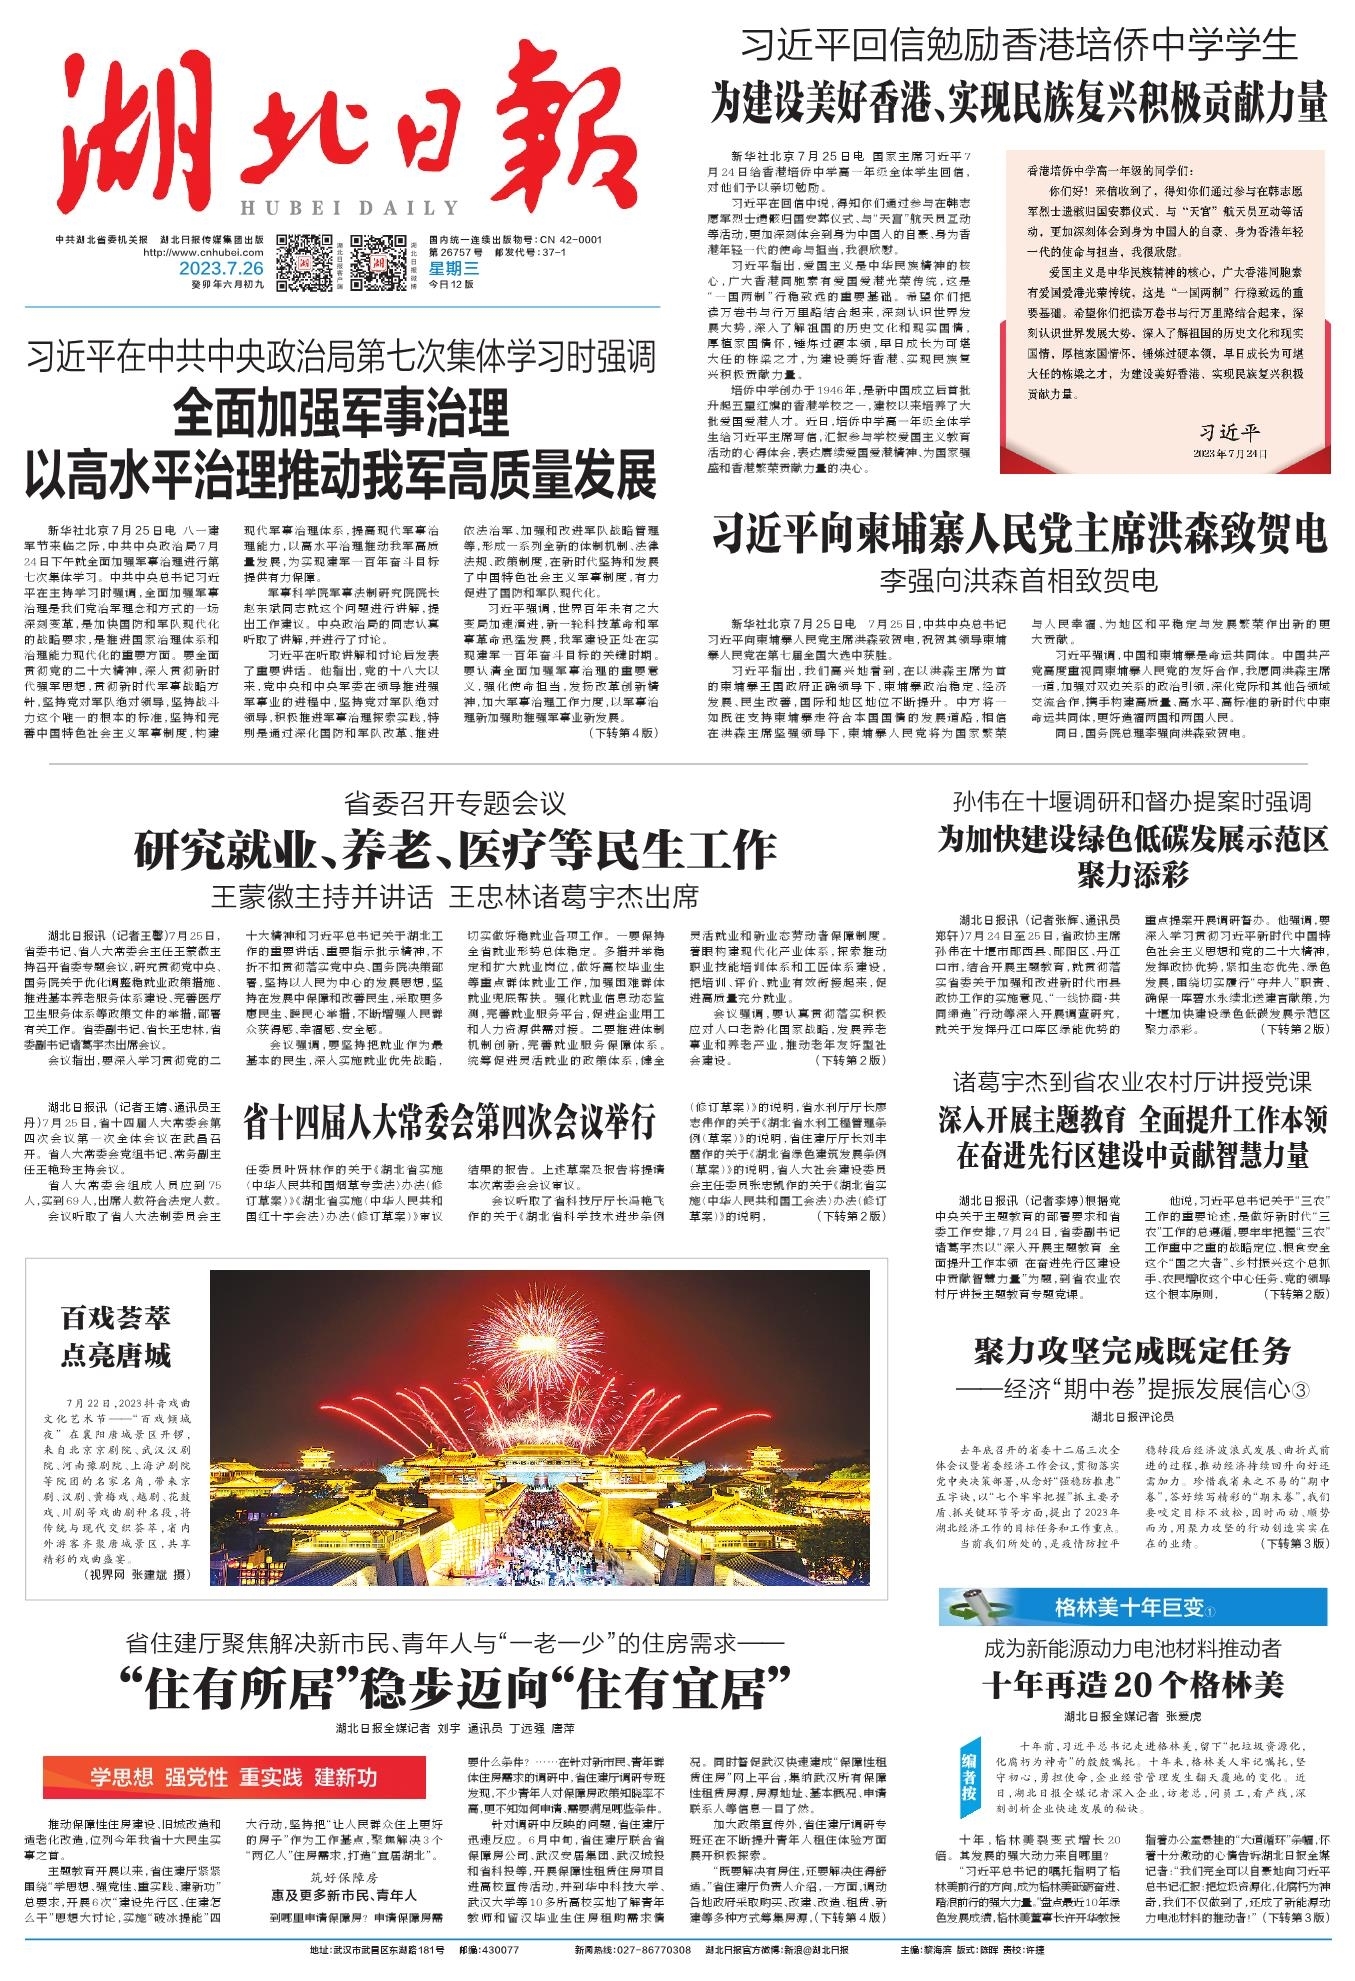 湖北日報
HUBEI DAILY
中共湖北省委机关报 湖北日报传媒集团出版
http://www.cnhubei.com
2023.7.26
癸卯年六月初九
湖北日报客户端
湖北日报微博
国内统一连续出版物号:CN 42-0001
第26757号 邮发代号:37-1
星期三
今日12版
习近平回信勉励香港培侨中学学生
为建设美好香港、实现民族复兴积极贡献力量
新华社北京7月25日电 国家主席习近平7
月24日给香港培侨中学高一年级全体学生回信,
对他们予以亲切勉励。
习近平在回信中说,得知你们通过参与在韩志
愿军烈士遗骸归国安葬仪式、与“天宫”航天员互动
等活动,更加深刻体会到身为中国人的自豪、身为香
港年轻一代的使命与担当,我很欣慰。
习近平指出,爱国主义是中华民族精神的核
心,广大香港同胞素有爱国爱港光荣传统,这是
“一国两制”行稳致远的重要基础。希望你们把
读万卷书与行万里路结合起来,深刻认识世界发
展大势,深入了解祖国的历史文化和现实国情,
厚植家国情怀,锤炼过硬本领,早日成长为可堪
大任的栋梁之才,为建设美好香港、实现民族复
兴积极贡献力量。
培侨中学创办于1946年,是新中国成立后首批
升起五星红旗的香港学校之一,建校以来培养了大
批爱国爱港人才。近日,培侨中学高一年级全体学
生给习近平主席写信,汇报参与学校爱国主义教育
活动的心得体会,表达赓续爱国爱港精神、为国家强
盛和香港繁荣贡献力量的决心。
香港培侨中学高一年级的同学们:
你们好!来信收到了,得知你们通过参与在韩志愿
军烈士遗骸归国安葬仪式、与“天宫”航天员互动等活
动,更加深刻体会到身为中国人的自豪、身为香港年轻
一代的使命与担当,我很欣慰。
爱国主义是中华民族精神的核心,广大香港同胞素
有爱国爱港光荣传统,这是“一国两制”行稳致远的重
要基础。希望你们把读万卷书与行万里路结合起来,深
刻认识世界发展大势,深入了解祖国的历史文化和现实
国情,厚植家国情怀,锤炼过硬本领,早日成长为可堪
大任的栋梁之才,为建设美好香港、实现民族复兴积极
贡献力量。
习近平
2023年7月24日
习近平在中共中央政治局第七次集体学习时强调
全面加强军事治理
以高水平治理推动我军高质量发展
新华社北京7月25日电 八一建
军节来临之际,中共中央政治局7月
24日下午就全面加强军事治理进行第
七次集体学习。中共中央总书记习近
平在主持学习时强调,全面加强军事
治理是我们党治军理念和方式的一场
深刻变革,是加快国防和军队现代化
的战略要求,是推进国家治理体系和
治理能力现代化的重要方面。要全面
贯彻党的二十大精神,深入贯彻新时
代强军思想,贯彻新时代军事战略方
针,坚持党对军队绝对领导,坚持战斗
力这个唯一的根本的标准,坚持和完
善中国特色社会主义军事制度,构建
现代军事治理体系,提高现代军事治
理能力,以高水平治理推动我军高质
量发展,为实现建军一百年奋斗目标
提供有力保障。
军事科学院军事法制研究院院长
赵东斌同志就这个问题进行讲解,提
出工作建议。中央政治局的同志认真
听取了讲解,并进行了讨论。
习近平在听取讲解和讨论后发表
了重要讲话。他指出,党的十八大以
来,党中央和中央军委在领导推进强
军事业的进程中,坚持党对军队绝对
领导,积极推进军事治理探索实践,特
别是通过深化国防和军队改革、推进
依法治军、加强和改进军队战略管理
等,形成一系列全新的体制机制、法律
法规、政策制度,在新时代坚持和发展
了中国特色社会主义军事制度,有力
促进了国防和军队现代化。
习近平强调,世界百年未有之大
变局加速演进,新一轮科技革命和军
事革命迅猛发展,我军建设正处在实
现建军一百年奋斗目标的关键时期。
要认清全面加强军事治理的重要意
义,强化使命担当,发扬改革创新精
神,加大军事治理工作力度,以军事治
理新加强助推强军事业新发展。
(下转第4版)
习近平向柬埔寨人民党主席洪森致贺电
李强向洪森首相致贺电
新华社北京7月25日电 7月25日,中共中央总书记
习近平向柬埔寨人民党主席洪森致贺电,祝贺其领导柬埔
寨人民党在第七届全国大选中获胜。
习近平指出,我们高兴地看到,在以洪森主席为首
的柬埔寨王国政府正确领导下,柬埔寨政治稳定,经济
发展、民生改善,国际和地区地位不断提升。中方将一
如既往支持柬埔寨走符合本国国情的发展道路,相信
在洪森主席坚强领导下,柬埔寨人民党将为国家繁荣
与人民幸福、为地区和平稳定与发展繁荣作出新的更
大贡献。
习近平强调,中国和柬埔寨是命运共同体。中国共产
党高度重视同柬埔寨人民党的友好合作,我愿同洪森主席
一道,加强对双边关系的政治引领,深化党际和其他各领域
交流合作,携手构建高质量、高水平、高标准的新时代中柬
命运共同体,更好造福两国和两国人民。
同日,国务院总理李强向洪森致贺电。
省委召开专题会议
研究就业、养老、医疗等民生工作
王蒙徽主持并讲话 王忠林诸葛宇杰出席
湖北日报讯 (记者王馨)7月25日,
省委书记、省人大常委会主任王蒙徽主
持召开省委专题会议,研究贯彻党中央、
国务院关于优化调整稳就业政策措施、
推进基本养老服务体系建设、完善医疗
卫生服务体系等政策文件的举措,部署
有关工作。省委副书记、省长王忠林,省
委副书记诸葛宇杰出席会议。
会议指出,要深入学习贯彻党的二
十大精神和习近平总书记关于湖北工
作的重要讲话、重要指示批示精神,不
折不扣贯彻落实党中央、国务院决策部
署,坚持以人民为中心的发展思想,坚
持在发展中保障和改善民生,采取更多
惠民生、暖民心举措,不断增强人民群
众获得感、幸福感、安全感。
会议强调,要坚持把就业作为最
基本的民生,深入实施就业优先战略,
切实做好稳就业各项工作。一要保持
全省就业形势总体稳定。多措并举稳
定和扩大就业岗位,做好高校毕业生
等重点群体就业工作,加强困难群体
就业兜底帮扶。强化就业信息动态监
测,完善就业服务平台,促进企业用工
和人力资源供需对接。二要推进体制
机制创新,完善就业服务保障体系。
统筹促进灵活就业的政策体系,健全
灵活就业和新业态劳动者保障制度。
着眼构建现代化产业体系,探索推动
职业技能培训体系和工匠体系建设,
把培训、评价、就业有效衔接起来,促
进高质量充分就业。
会议强调,要认真贯彻落实积极
应对人口老龄化国家战略,发展养老
事业和养老产业,推动老年友好型社
会建设。 (下转第2版)
孙伟在十堰调研和督办提案时强调
为加快建设绿色低碳发展示范区
聚力添彩
湖北日报讯 (记者张辉、通讯员
郑轩)7月24日至25日,省政协主席
孙伟在十堰市郧西县、郧阳区、丹江
口市,结合开展主题教育,就贯彻落
实省委关于加强和改进新时代市县
政协工作的实施意见、“一线协商·共
同缔造”行动等深入开展调查研究,
就关于发挥丹江口库区绿能优势的
重点提案开展调研督办。他强调,要
深入学习贯彻习近平新时代中国特
色社会主义思想和党的二十大精神,
发挥政协优势,紧扣生态优先、绿色
发展,围绕切实履行“守井人”职责、
确保一库碧水永续北送建言献策,为
十堰加快建设绿色低碳发展示范区
聚力添彩。 (下转第2版)
湖北日报讯 (记者王婧、通讯员王
丹)7月25日,省十四届人大常委会第
四次会议第一次全体会议在武昌召
开。省人大常委会党组书记、常务副主
任王艳玲主持会议。
省人大常委会组成人员应到75
人,实到69人,出席人数符合法定人数。
会议听取了省人大法制委员会主
省十四届人大常委会第四次会议举行
任委员叶贤林作的关于《湖北省实施
〈中华人民共和国烟草专卖法〉办法(修
订草案)》《湖北省实施〈中华人民共和
国红十字会法〉办法(修订草案)》审议
结果的报告。上述草案及报告将提请
本次常委会会议审议。
会议听取了省科技厅厅长冯艳飞
作的关于《湖北省科学技术进步条例
(修订草案)》的说明,省水利厅厅长廖
志伟作的关于《湖北省水利工程管理条
例(草案)》的说明,省住建厅厅长刘丰
雷作的关于《湖北省绿色建筑发展条例
(草案)》的说明,省人大社会建设委员
会主任委员张忠凯作的关于《湖北省实
施〈中华人民共和国工会法〉办法(修订
草案)》的说明, (下转第2版)
诸葛宇杰到省农业农村厅讲授党课
深入开展主题教育 全面提升工作本领
在奋进先行区建设中贡献智慧力量
湖北日报讯 (记者李婷)根据党
中央关于主题教育的部署要求和省
委工作安排,7月24日,省委副书记
诸葛宇杰以“深入开展主题教育 全
面提升工作本领 在奋进先行区建设
中贡献智慧力量”为题,到省农业农
村厅讲授主题教育专题党课。
他说,习近平总书记关于“三农”
工作的重要论述,是做好新时代“三
农”工作的总遵循,要牢牢把握“三农”
工作重中之重的战略定位、粮食安全
这个“国之大者”、乡村振兴这个总抓
手、农民增收这个中心任务、党的领导
这个根本原则, (下转第2版)
百戏荟萃
点亮唐城
7月22日,2023抖音戏曲
文化艺术节——“百戏倾城
夜”在襄阳唐城景区开锣,
来自北京京剧院、武汉汉剧
院、河南豫剧院、上海沪剧院
等院团的名家名角,带来京
剧、汉剧、黄梅戏、越剧、花鼓
戏、川剧等戏曲剧种名段,将
传统与现代交织荟萃,省内
外游客齐聚唐城景区,共享
精彩的戏曲盛宴。
(视界网 张建斌 摄)
聚力攻坚完成既定任务
——经济“期中卷”提振发展信心③
湖北日报评论员
去年底召开的省委十二届三次全
体会议暨省委经济工作会议,贯彻落实
党中央决策部署,从念好“强稳防推惠”
五字诀,以“七个牢牢把握”抓主要矛
盾、抓关键环节等方面,提出了2023年
湖北经济工作的目标任务和工作重点。
当前我们所处的,是疫情防控平
稳转段后经济波浪式发展、曲折式前
进的过程,推动经济持续回升向好还
需加力。珍惜我省来之不易的“期中
卷”,答好续写精彩的“期末卷”,我们
要咬定目标不放松,因时而动、顺势
而为,用聚力攻坚的行动创造实实在
在的业绩。 (下转第3版)
省住建厅聚焦解决新市民、青年人与“一老一少”的住房需求——
“住有所居”稳步迈向“住有宜居”
湖北日报全媒记者 刘宇 通讯员 丁远强 唐萍
学思想 强党性 重实践 建新功
推动保障性住房建设、旧城改造和
适老化改造,位列今年我省十大民生实
事之首。
主题教育开展以来,省住建厅紧紧
围绕“学思想、强党性、重实践、建新功”
总要求,开展6次“建设先行区、住建怎
么干”思想大讨论,实施“破冰提能”四
大行动,坚持把“让人民群众住上更好
的房子”作为工作基点,聚焦解决3个
“两亿人”住房需求,打造“宜居湖北”。
筑好保障房
惠及更多新市民、青年人
到哪里申请保障房?申请保障房需
要什么条件?……在针对新市民、青年群
体住房需求的调研中,省住建厅调研专班
发现,不少青年人对保障房政策知晓率不
高,更不知如何申请、需要满足哪些条件。
针对调研中反映的问题,省住建厅
迅速反应。6月中旬,省住建厅联合省
保障房公司、武汉安居集团、武汉城投
和省科投等,开展保障性租赁住房项目
进高校宣传活动,并到华中科技大学、
武汉大学等10多所高校实地了解青年
教师和留汉毕业生住房租购需求情
况。同时督促武汉快速建成“保障性租
赁住房”网上平台,集纳武汉所有保障
性租赁房源,房源地址、基本概况、申请
联系人等信息一目了然。
加大政策宣传外,省住建厅调研专
班还在不断提升青年人租住体验方面
展开积极探索。
“既要解决有房住,还要解决住得舒
适。”省住建厅负责人介绍,一方面,调动
各地政府采取购买、改建、改造、租赁、新
建等多种方式筹集房源,(下转第4版)
格林美十年巨变①
成为新能源动力电池材料推动者
十年再造20个格林美
湖北日报全媒记者 张爱虎
编者按
十年前,习近平总书记走进格林美,留下“把垃圾资源化,
化腐朽为神奇”的殷殷嘱托。十年来,格林美人牢记嘱托,坚
守初心,勇担使命,企业经营管理发生翻天覆地的变化。近
日,湖北日报全媒记者深入企业,访老总,问员工,看产线,深
刻剖析企业快速发展的秘诀。
十年,格林美裂变式增长20
倍。其发展的强大动力来自哪里?
“习近平总书记的嘱托指明了格
林美前行的方向,成为格林美砥砺奋进、
踏浪前行的强大力量。”盘点最近10年绿
色发展成绩,格林美董事长许开华教授
指着办公室悬挂的“大道循环”条幅,怀
着十分激动的心情告诉湖北日报全媒
记者:“我们完全可以自豪地向习近平
总书记汇报:把垃圾资源化,化腐朽为神
奇,我们不仅做到了,还成了新能源动
力电池材料的推动者!”(下转第3版)
地址:武汉市武昌区东湖路181号 邮编:430077 新闻热线:027-86770308 湖北日报官方微博:新浪@湖北日报 主编:黎海滨 版式:陈晖 责校:许建